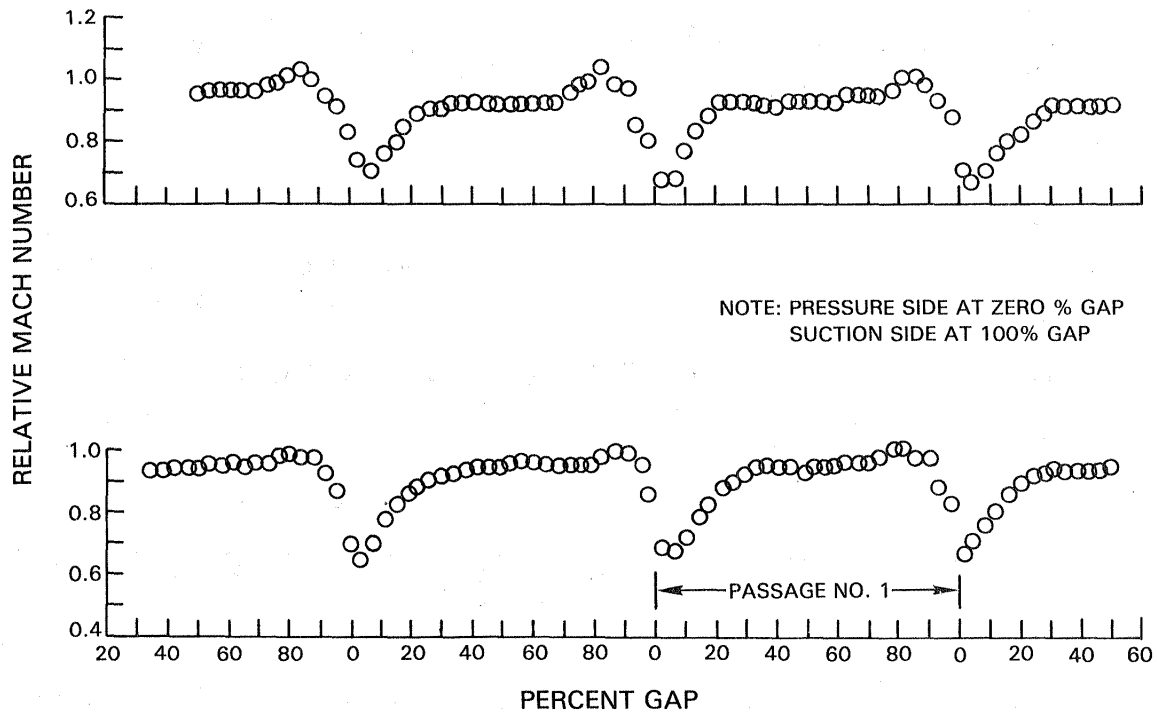 1.2
1.0
0.8
0.6
RELATIVE MACH NUMBER
NOTE: PRESSURE SIDE AT ZERO % GAP
SUCTION SIDE AT 100% GAP
1.0
0.8
0.6
0.4
PASSAGE NO. 1
20 40 60 80 0 20 40 60 80 0 20 40 60 80 0 20 40 60
PERCENT GAP